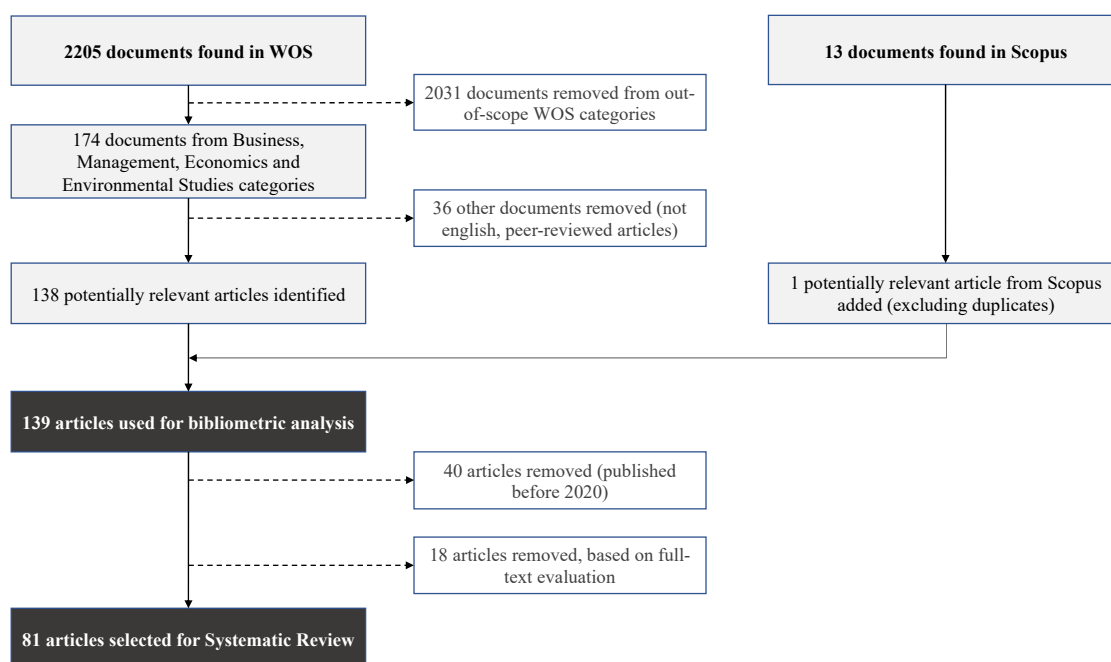 2205 documents found in WOS
13 documents found in Scopus
2031 documents removed from out-
of-scope WOS categories
174 documents from Business,
Management, Economics and
Environmental Studies categories
36 other documents removed (not
english, peer-reviewed articles)
138 potentially relevant articles identified
1 potentially relevant article from Scopus
added (excluding duplicates)
139 articles used for bibliometric analysis
40 articles removed (published
before 2020)
18 articles removed, based on full-
text evaluation
81 articles selected for Systematic Review